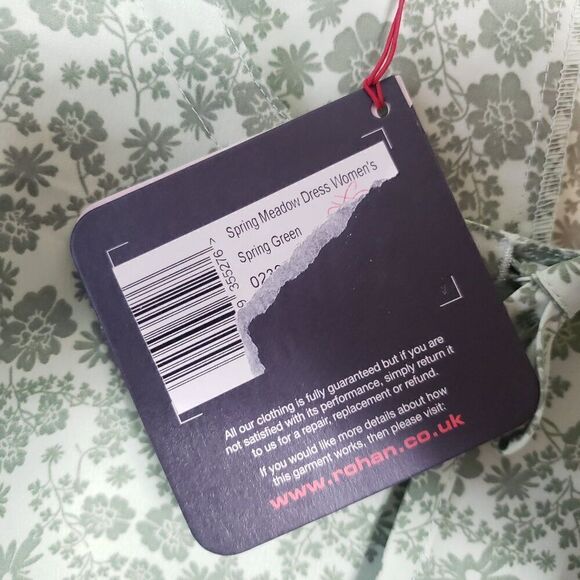 Spring Meadow Dress Women's
Spring Green
355276
All our clothing is fully guaranteed but if you are
not satisfied with its performance, simply return it
to us for a repair, replacement or refund.
If you would like more details about how
this garment works, then please visit:
www.rohan.co.uk